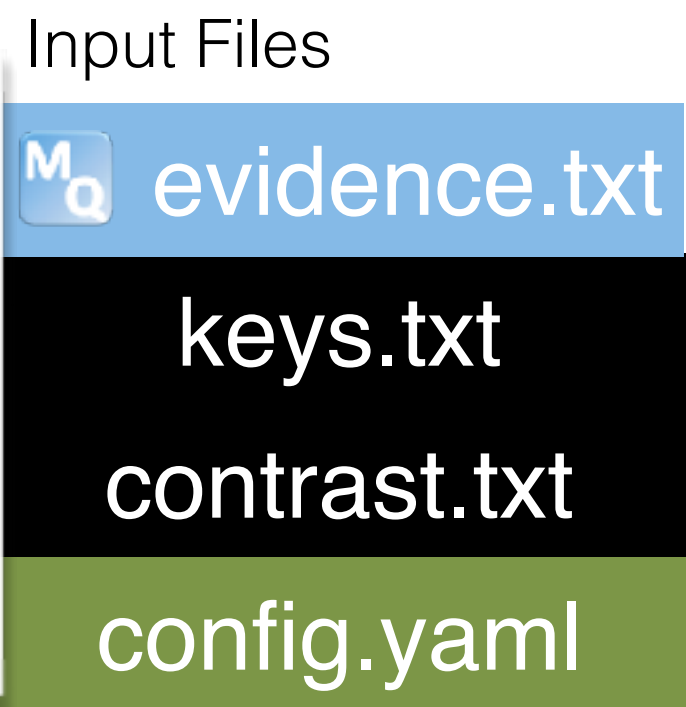 Input Files
MQ evidence.txt
keys.txt
contrast.txt
config.yaml